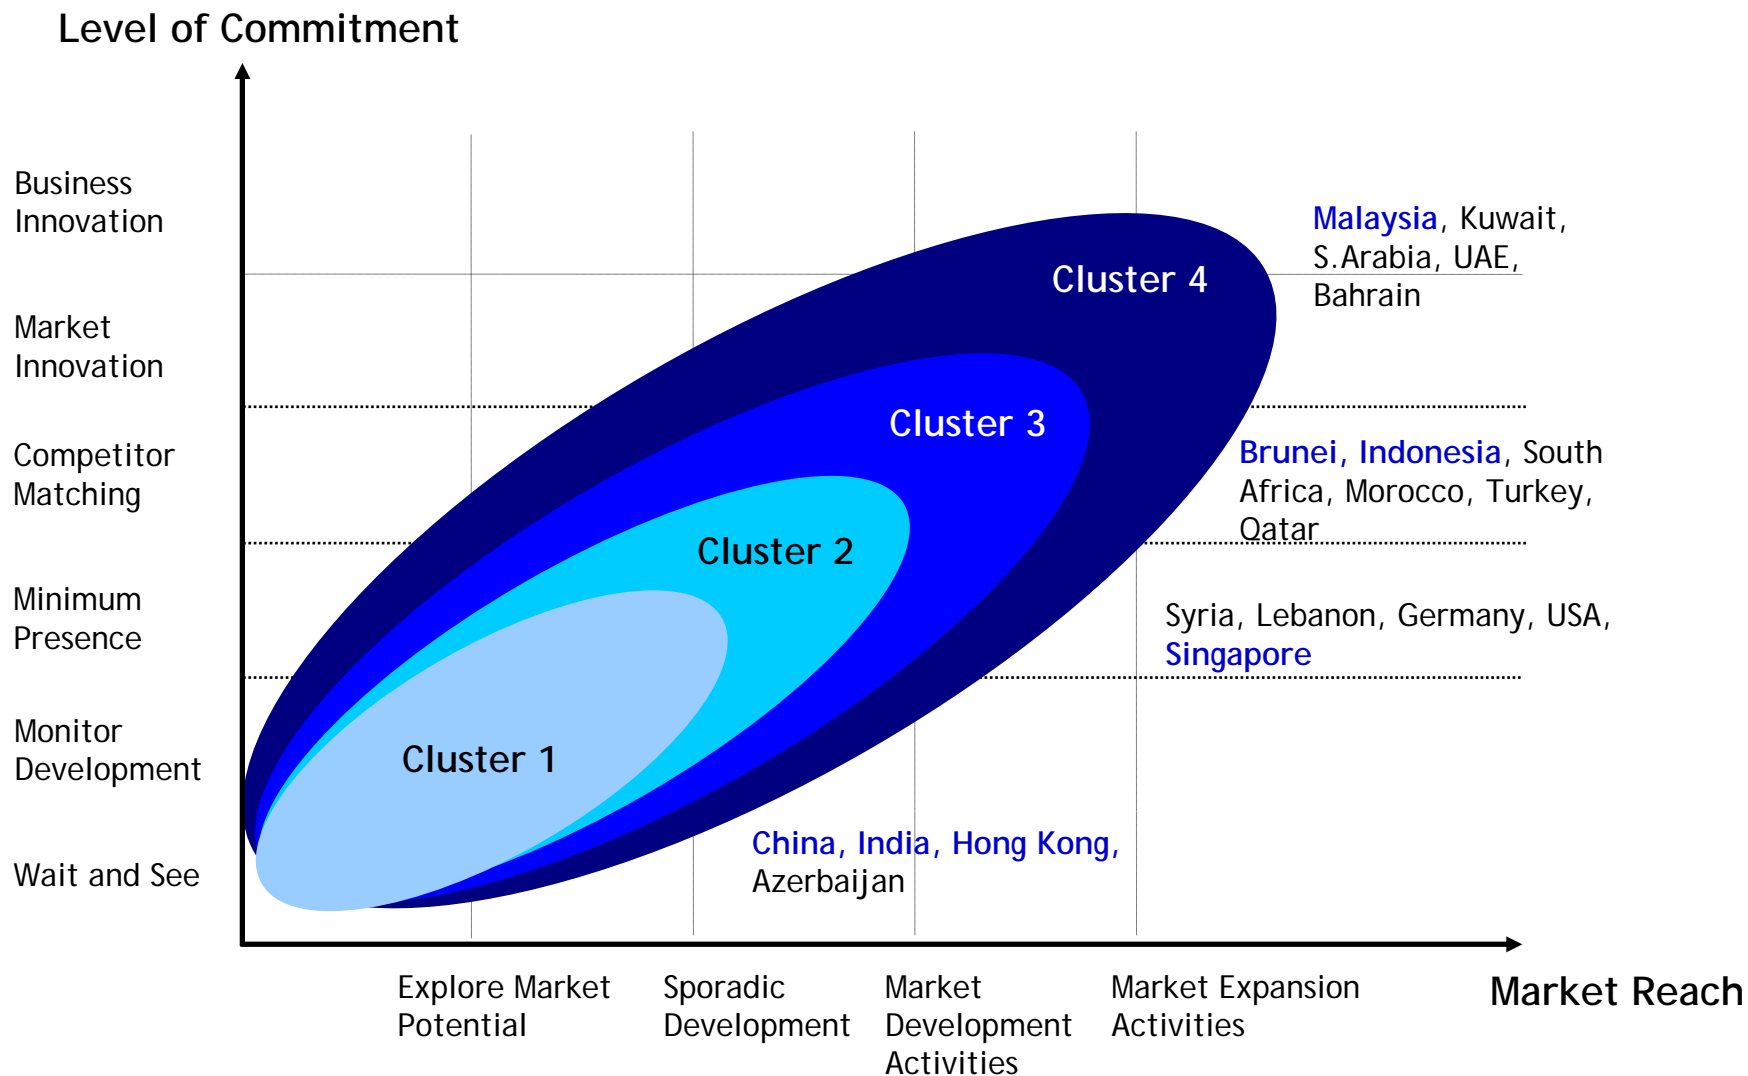 Level of Commitment
Business
Innovation
Market
Innovation
Competitor
Matching
Minimum
Presence
Monitor
Development
Wait and See
Cluster 4
Cluster 3
Cluster 2
Cluster 1
Malaysia, Kuwait,
S.Arabia, UAE,
Bahrain
Brunei, Indonesia, South
Africa, Morocco, Turkey,
Qatar
Syria, Lebanon, Germany, USA,
Singapore
China, India, Hong Kong,
Azerbaijan
Explore Market
Potential
Sporadic
Development
Market
Development
Activities
Market Expansion
Activities
Market Reach